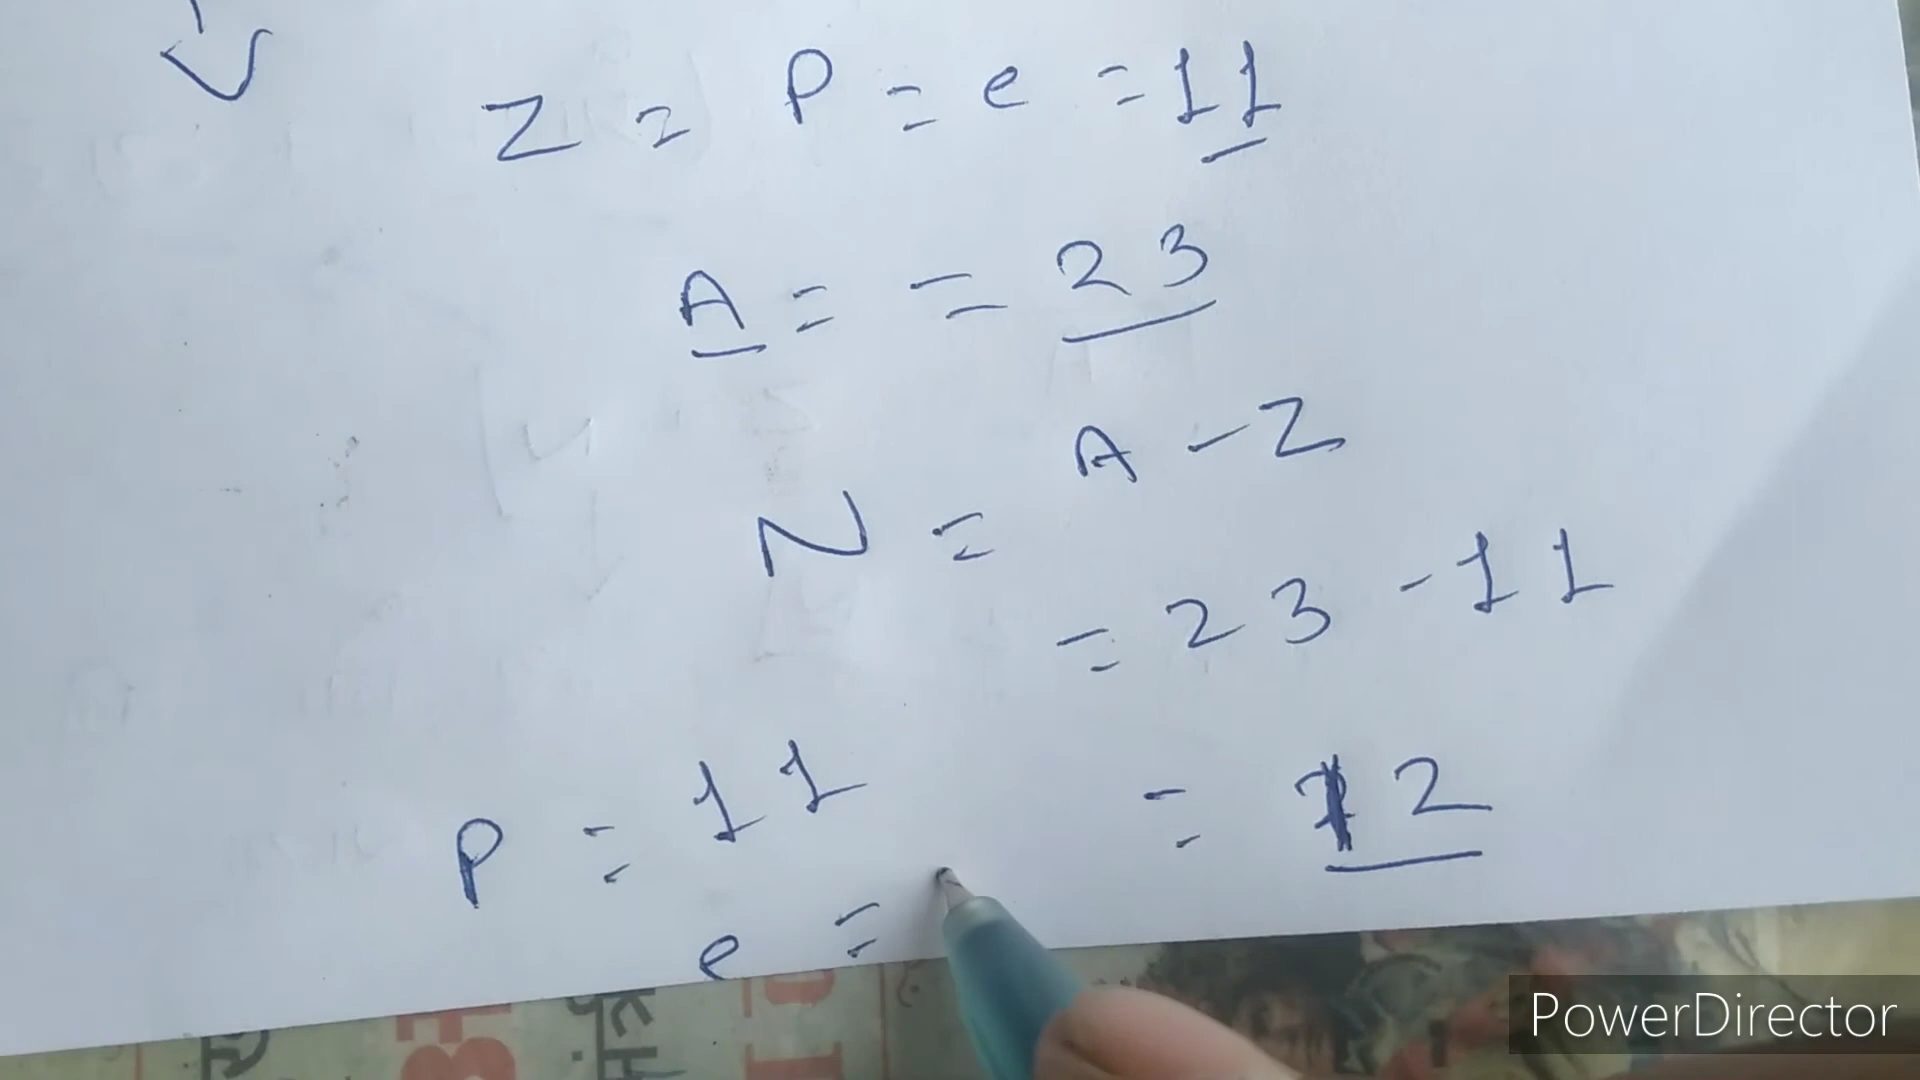 Z = P = e = 11
A = = 23
N = A - Z
= 23 - 11
= 12
P = 11
e =
PowerDirector